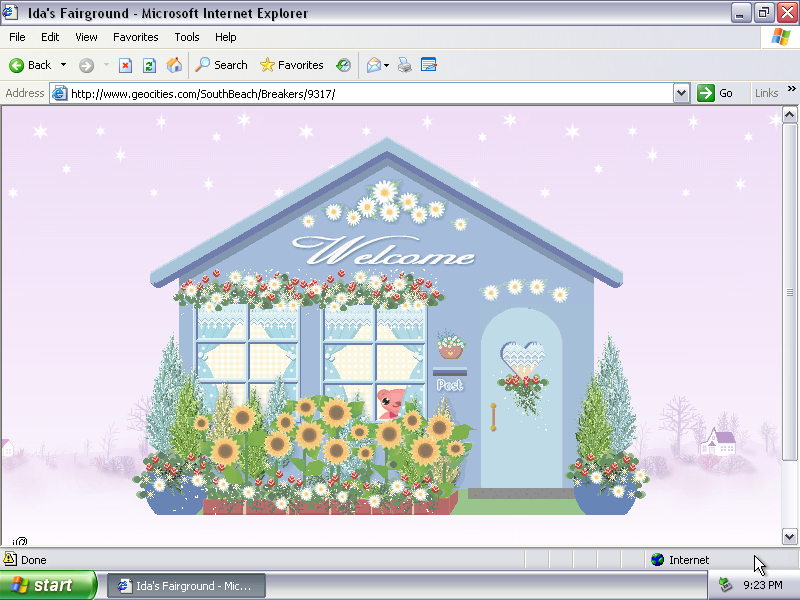 Ida's Fairground - Microsoft Internet Explorer
File Edit View Favorites Tools Help
Back Search Favorites
Address http://www.geocities.com/SouthBeach/Breakers/9317/ Go Links »
Welcome
Post
Done Internet
start Ida's Fairground - Mic... 9:23 PM